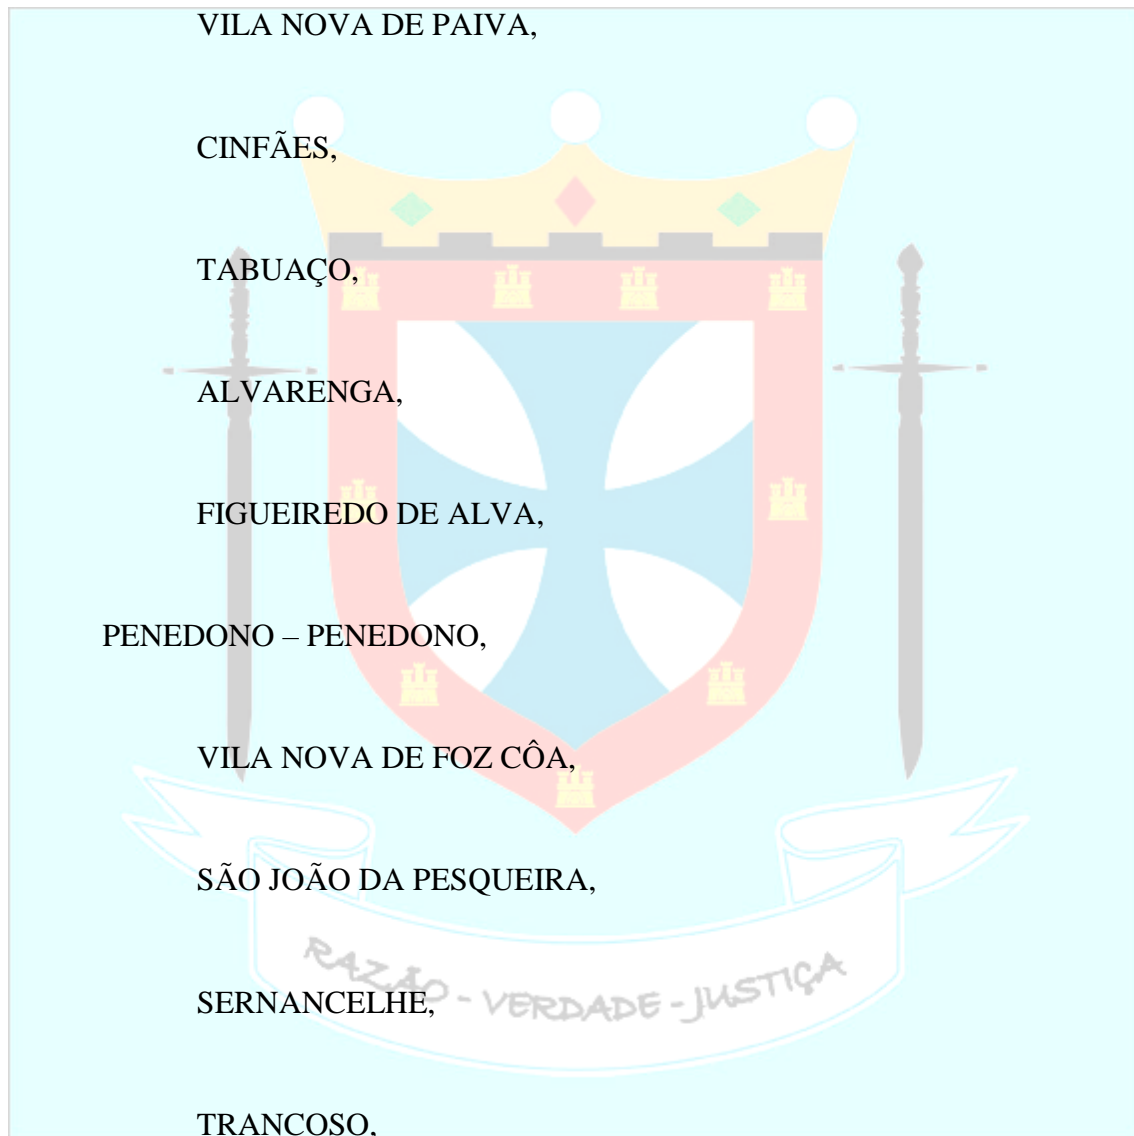 VILA NOVA DE PAIVA,
CINFÃES,
TABUAÇO,
ALVARENGA,
FIGUEIREDO DE ALVA,
PENEDONO – PENEDONO,
VILA NOVA DE FOZ CÔA,
SÃO JOÃO DA PESQUEIRA,
SERNANCELHE,
RAZÃO - VERDADE - JUSTIÇA
TRANCOSO,